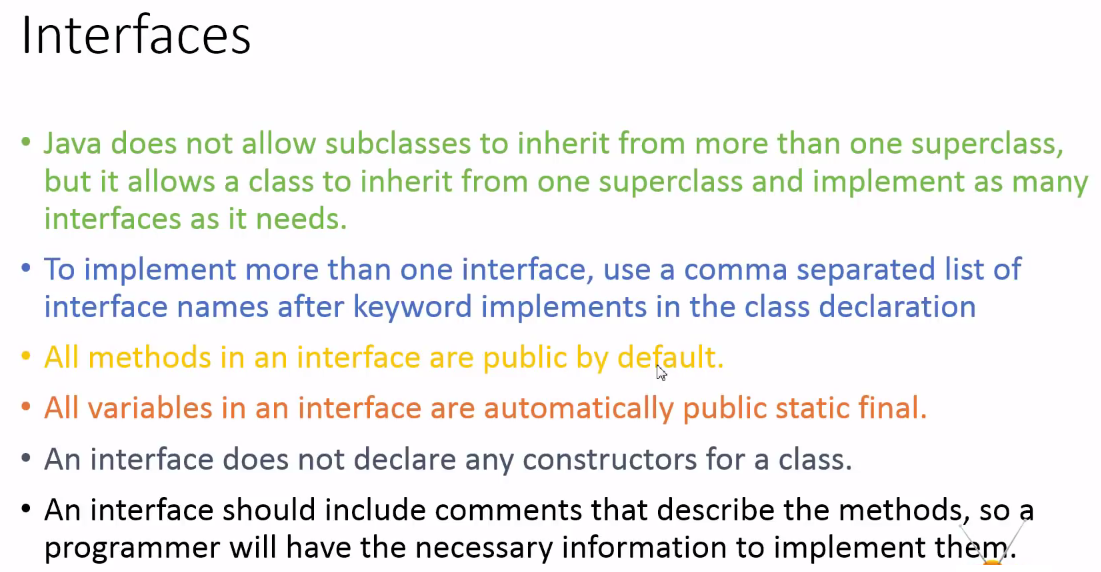 Interfaces
• Java does not allow subclasses to inherit from more than one superclass,
but it allows a class to inherit from one superclass and implement as many
interfaces as it needs.
• To implement more than one interface, use a comma separated list of
interface names after keyword implements in the class declaration
• All methods in an interface are public by default.
• All variables in an interface are automatically public static final.
• An interface does not declare any constructors for a class.
• An interface should include comments that describe the methods, so a
programmer will have the necessary information to implement them.